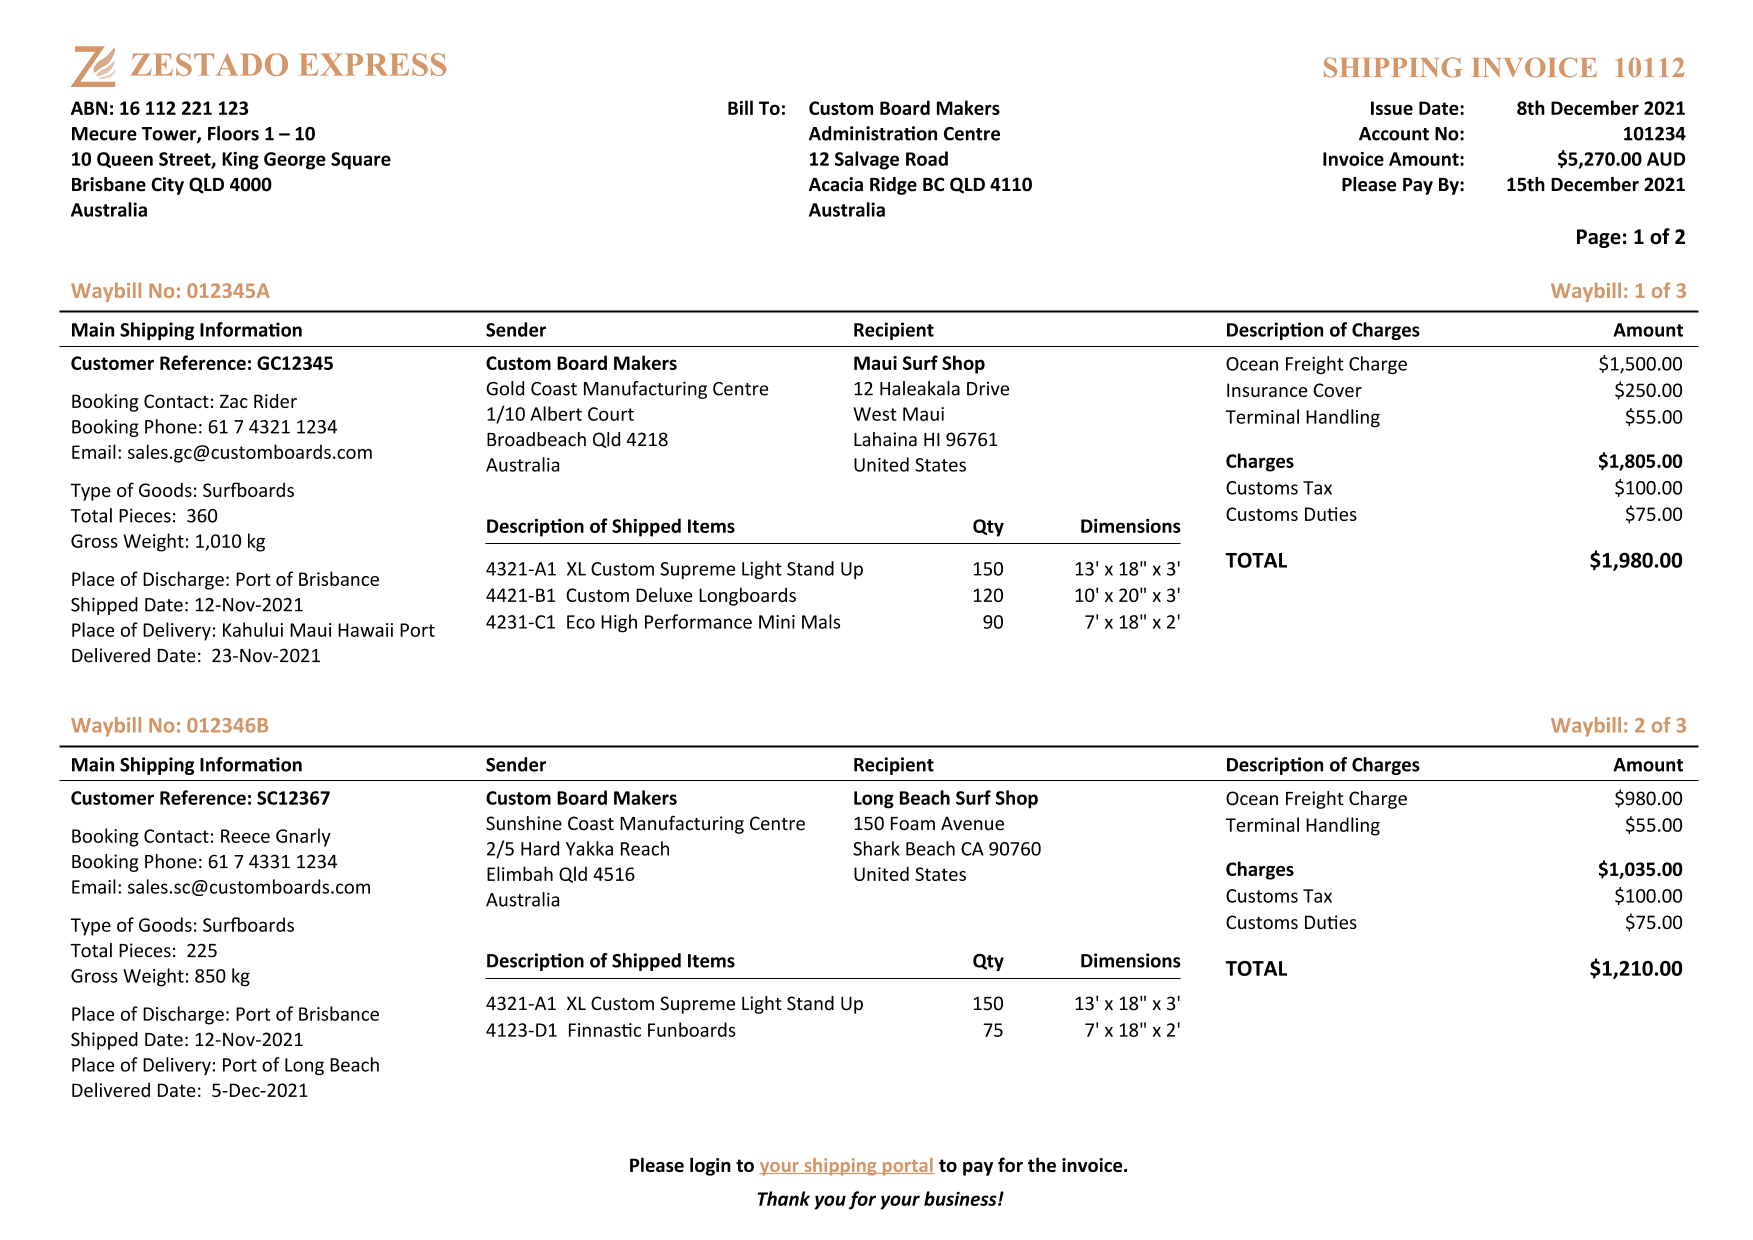 ZESTADO EXPRESS
SHIPPING INVOICE 10112
ABN: 16 112 221 123
Mecure Tower, Floors 1 – 10
10 Queen Street, King George Square
Brisbane City QLD 4000
Australia
Bill To: Custom Board Makers
Administration Centre
12 Salvage Road
Acacia Ridge BC QLD 4110
Australia
Issue Date: 8th December 2021
Account No: 101234
Invoice Amount: $5,270.00 AUD
Please Pay By: 15th December 2021
Page: 1 of 2
Waybill No: 012345A
Waybill: 1 of 3
Main Shipping Information
Customer Reference: GC12345
Booking Contact: Zac Rider
Booking Phone: 61 7 4321 1234
Email: sales.gc@customboards.com
Type of Goods: Surfboards
Total Pieces: 360
Gross Weight: 1,010 kg
Place of Discharge: Port of Brisbance
Shipped Date: 12-Nov-2021
Place of Delivery: Kahului Maui Hawaii Port
Delivered Date: 23-Nov-2021
Sender
Custom Board Makers
Gold Coast Manufacturing Centre
1/10 Albert Court
Broadbeach Qld 4218
Australia
Recipient
Maui Surf Shop
12 Haleakala Drive
West Maui
Lahaina HI 96761
United States
Description of Shipped Items Qty Dimensions
4321-A1 XL Custom Supreme Light Stand Up 150 13' x 18" x 3'
4421-B1 Custom Deluxe Longboards 120 10' x 20" x 3'
4231-C1 Eco High Performance Mini Mals 90 7' x 18" x 2'
Description of Charges Amount
Ocean Freight Charge $1,500.00
Insurance Cover $250.00
Terminal Handling $55.00
Charges $1,805.00
Customs Tax $100.00
Customs Duties $75.00
TOTAL $1,980.00
Waybill No: 012346B
Waybill: 2 of 3
Main Shipping Information
Customer Reference: SC12367
Booking Contact: Reece Gnarly
Booking Phone: 61 7 4331 1234
Email: sales.sc@customboards.com
Type of Goods: Surfboards
Total Pieces: 225
Gross Weight: 850 kg
Place of Discharge: Port of Brisbance
Shipped Date: 12-Nov-2021
Place of Delivery: Port of Long Beach
Delivered Date: 5-Dec-2021
Sender
Custom Board Makers
Sunshine Coast Manufacturing Centre
2/5 Hard Yakka Reach
Elimbah Qld 4516
Australia
Recipient
Long Beach Surf Shop
150 Foam Avenue
Shark Beach CA 90760
United States
Description of Shipped Items Qty Dimensions
4321-A1 XL Custom Supreme Light Stand Up 150 13' x 18" x 3'
4123-D1 Finnastic Funboards 75 7' x 18" x 2'
Description of Charges Amount
Ocean Freight Charge $980.00
Terminal Handling $55.00
Charges $1,035.00
Customs Tax $100.00
Customs Duties $75.00
TOTAL $1,210.00
Please login to your shipping portal to pay for the invoice.
Thank you for your business!